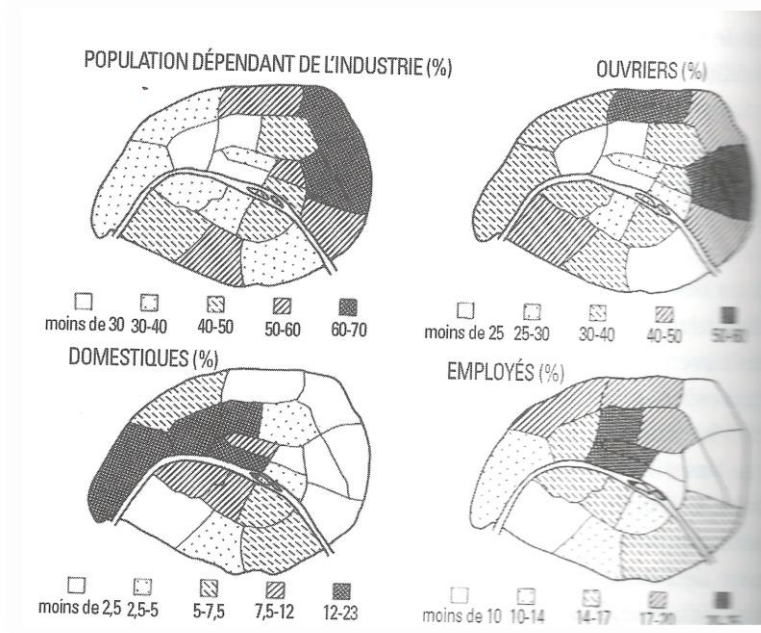 POPULATION DÉPENDANT DE L'INDUSTRIE (%)
moins de 30 30-40 40-50 50-60 60-70
OUVRIERS (%)
moins de 25 25-30 30-40 40-50 50-60
DOMESTIQUES (%)
moins de 2,5 2,5-5 5-7,5 7,5-12 12-23
EMPLOYÉS (%)
moins de 10 10-14 14-17 17-20